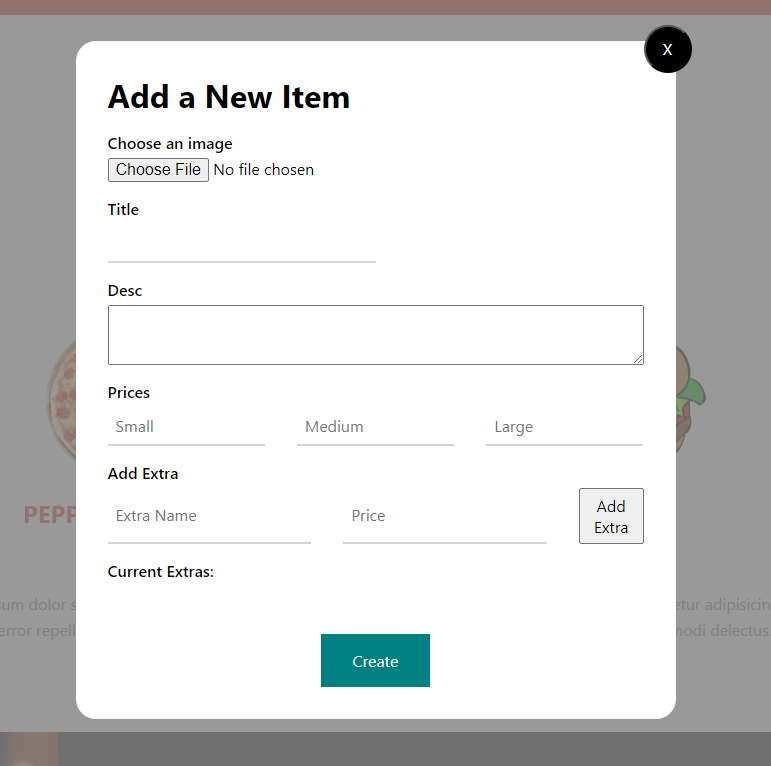 X
Add a New Item
Choose an image
Choose File No file chosen
Title
Desc
Prices
Small Medium Large
Add Extra
Extra Name Price Add
Extra
Current Extras:
PEPP
sum dolor etur adipisicin
error repell modi delectus.
Create